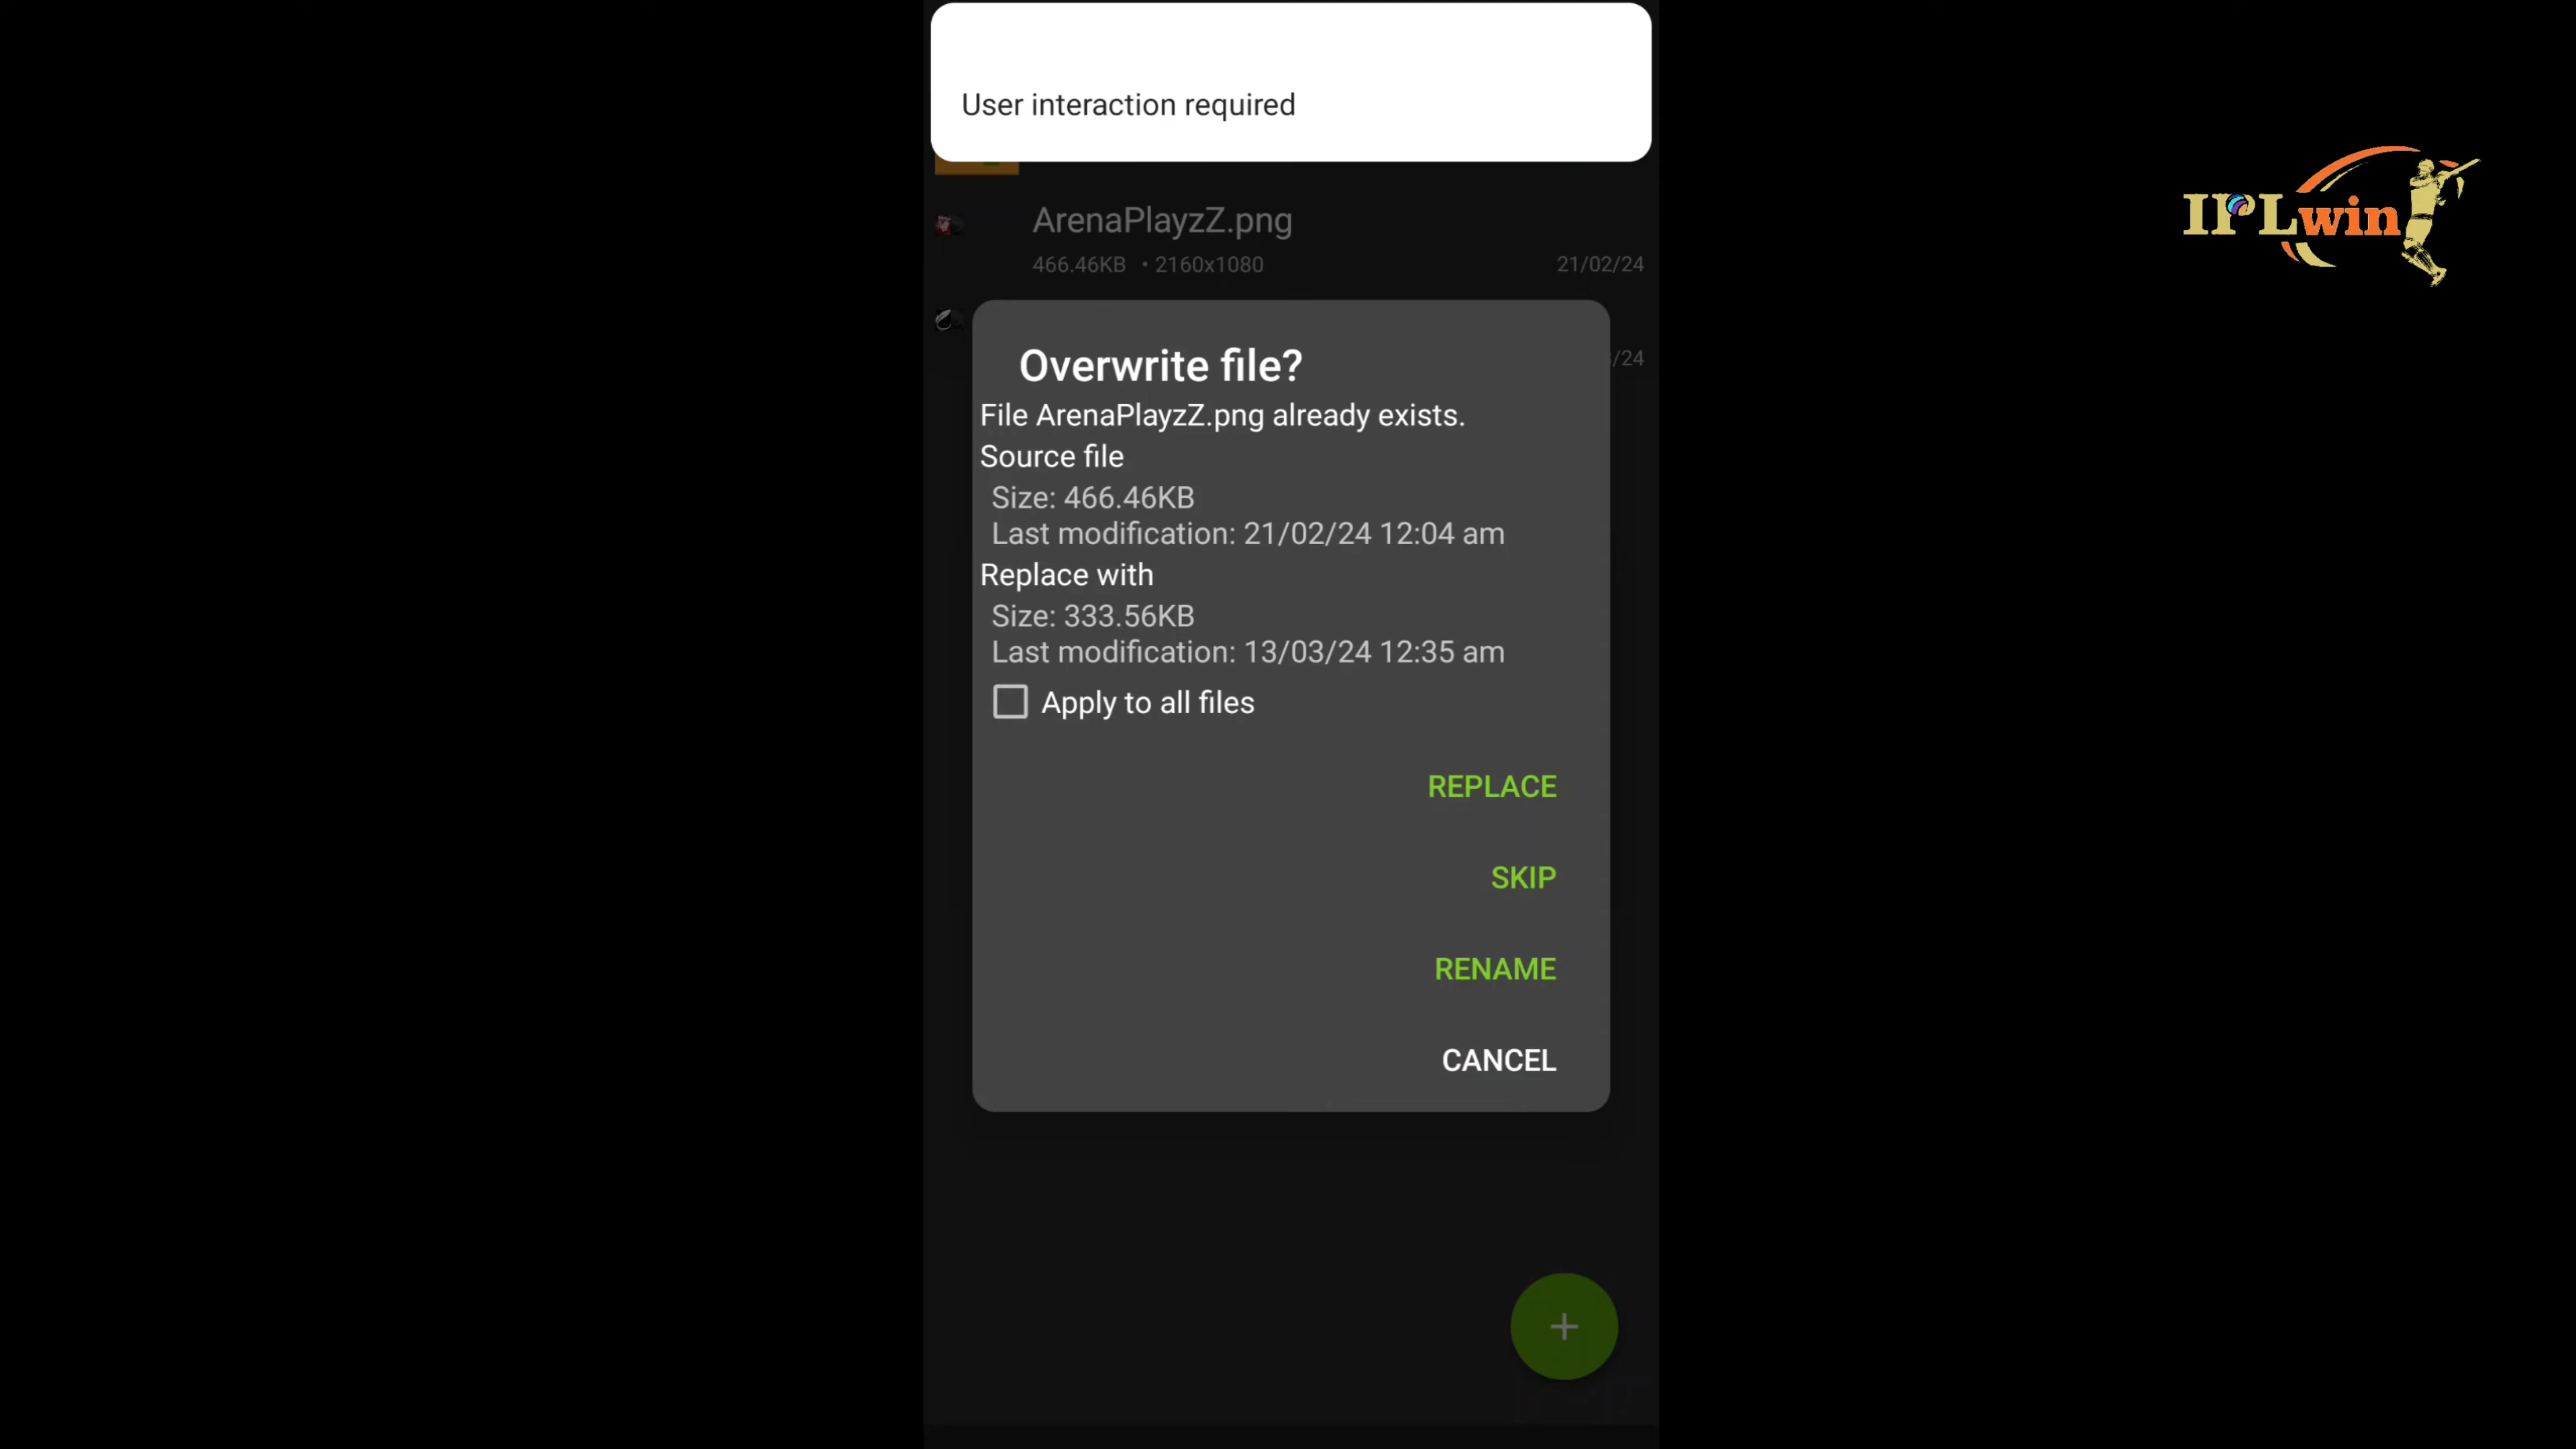 User interaction required
ArenaPlayzZ.png
466.46KB • 2160x1080 21/02/24
/24
Overwrite file?
File ArenaPlayzZ.png already exists.
Source file
Size: 466.46KB
Last modification: 21/02/24 12:04 am
Replace with
Size: 333.56KB
Last modification: 13/03/24 12:35 am
Apply to all files
REPLACE
SKIP
RENAME
CANCEL
+
IPLwin